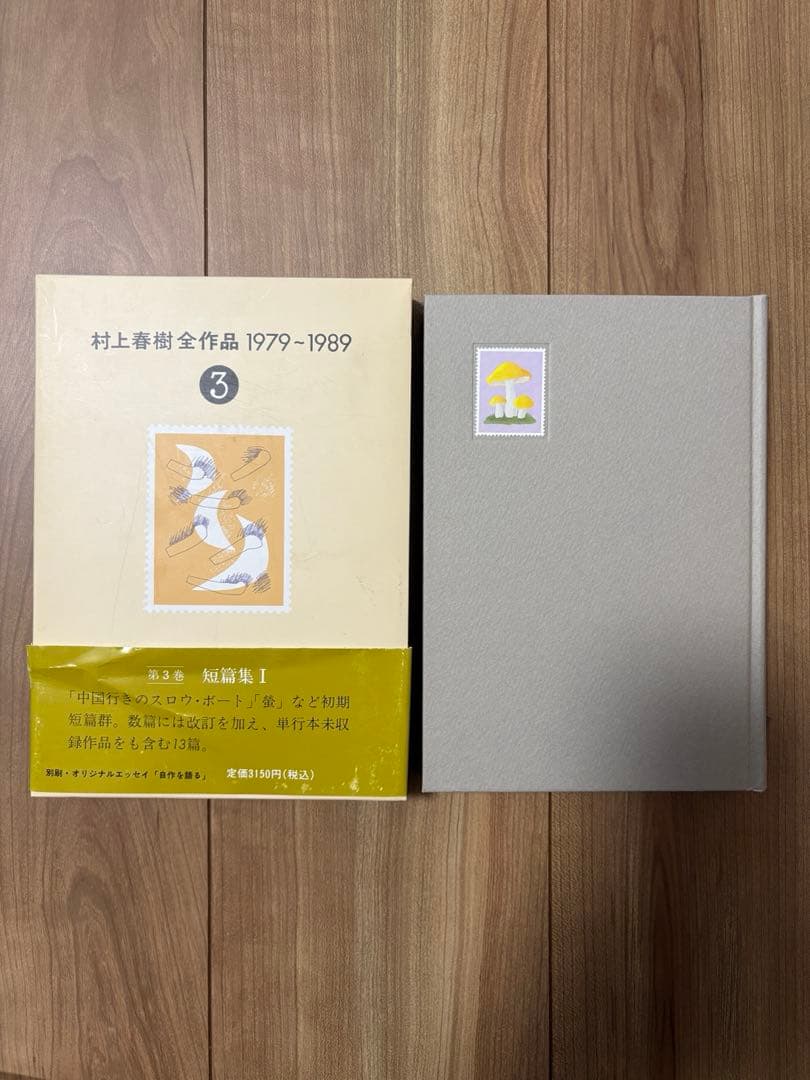 村上春樹全作品 1979~1989
3
第3巻 短篇集Ⅰ
「中国行きのスロウ・ボート」「螢」など初期
短篇群。数篇には改訂を加え、単行本未収
録作品をも含む13篇。
別刷・オリジナルエッセイ「自作を語る」 定価3150円(税込)